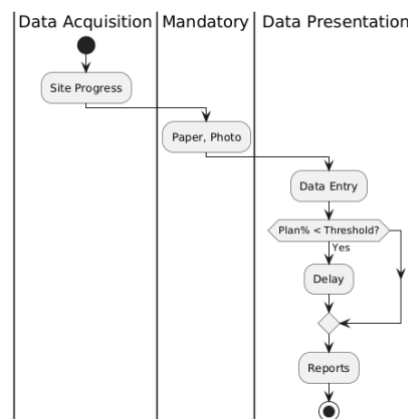 Data Acquisition
Mandatory
Data Presentation
Site Progress
Paper, Photo
Data Entry
Plan% < Threshold?
Yes
Delay
Reports